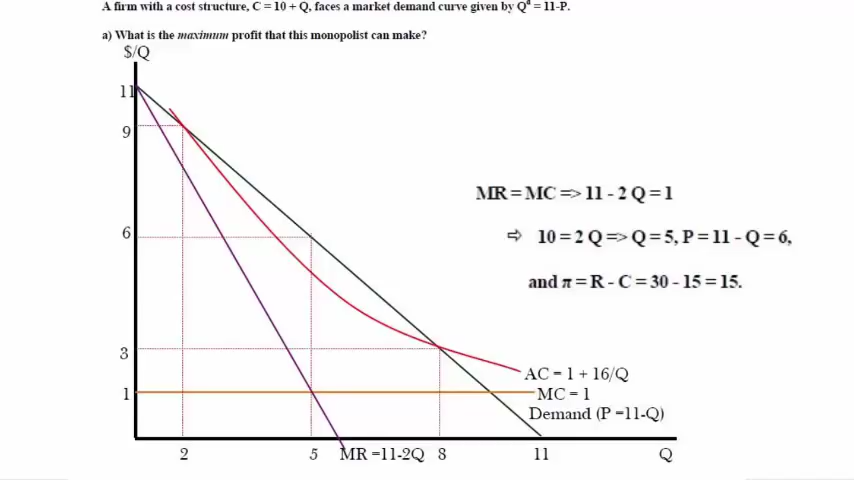 A firm with a cost structure, C = 10 + Q, faces a market demand curve given by Qᵈ = 11-P.
a) What is the maximum profit that this monopolist can make?
$/Q
11
9
6
3
1
MR = MC => 11 - 2 Q = 1
⇨ 10 = 2 Q => Q = 5, P = 11 - Q = 6,
and π = R - C = 30 - 15 = 15.
AC = 1 + 16/Q
MC = 1
Demand (P =11-Q)
2 5 MR =11-2Q 8 11 Q